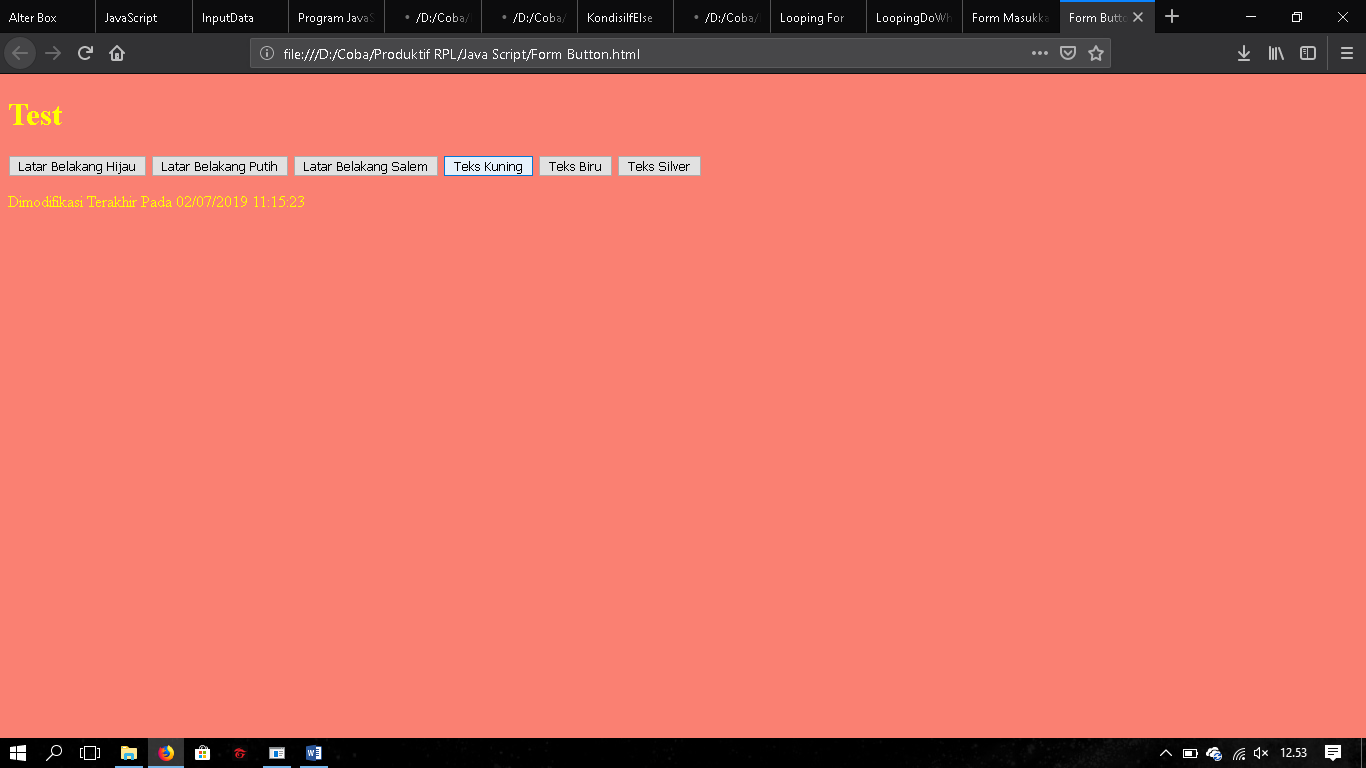 Alter Box JavaScript InputData Program JavaS /D:/Coba/ /D:/Coba/ KondisiIfElse /D:/Coba/ Looping For LoopingDoWh Form Masukka Form Butto
file:///D:/Coba/Produktif RPL/Java Script/Form Button.html
Test
Latar Belakang Hijau Latar Belakang Putih Latar Belakang Salem Teks Kuning Teks Biru Teks Silver
Dimodifikasi Terakhir Pada 02/07/2019 11:15:23
12.53